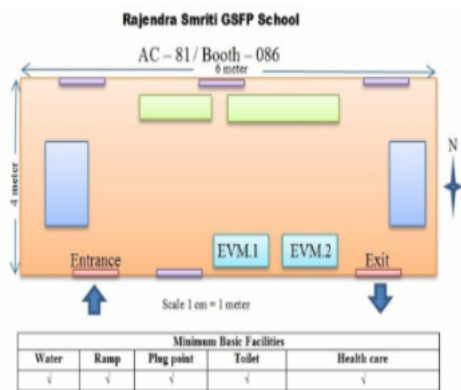 Rajendra Smriti GSFP School
AC – 81 / Booth – 086
6 meter
4 meter
N
EVM.1 EVM.2
Entrance Exit
Scale 1 cm = 1 meter
Minimum Basic Facilities
Water Ramp Plug point Toilet Health care
√ √ √ √ √